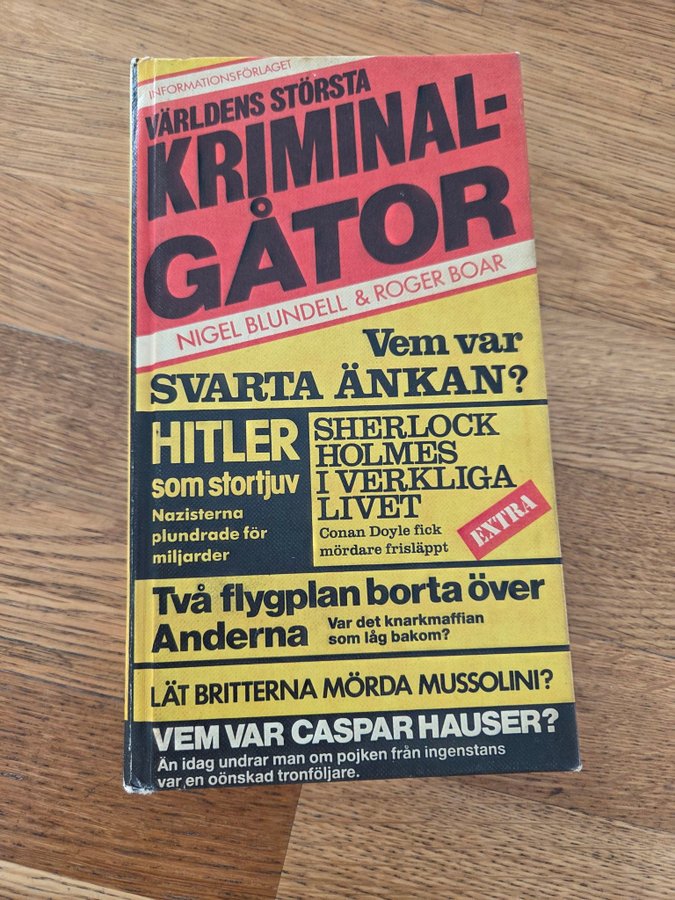 INFORMATIONSFÖRLAGET
VÄRLDENS STÖRSTA
KRIMINAL-
GÅTOR
NIGEL BLUNDELL & ROGER BOAR
Vem var
SVARTA ÄNKAN?
HITLER
som stortjuv
Nazisterna
plundrade för
miljarder
SHERLOCK
HOLMES
I VERKLIGA
LIVET
Conan Doyle fick
mördare frisläppt
EXTRA
Två flygplan borta över
Anderna
Var det knarkmaffian
som låg bakom?
LÄT BRITTERNA MÖRDA MUSSOLINI?
VEM VAR CASPAR HAUSER?
Än idag undrar man om pojken från ingenstans
var en oönskad tronföljare.